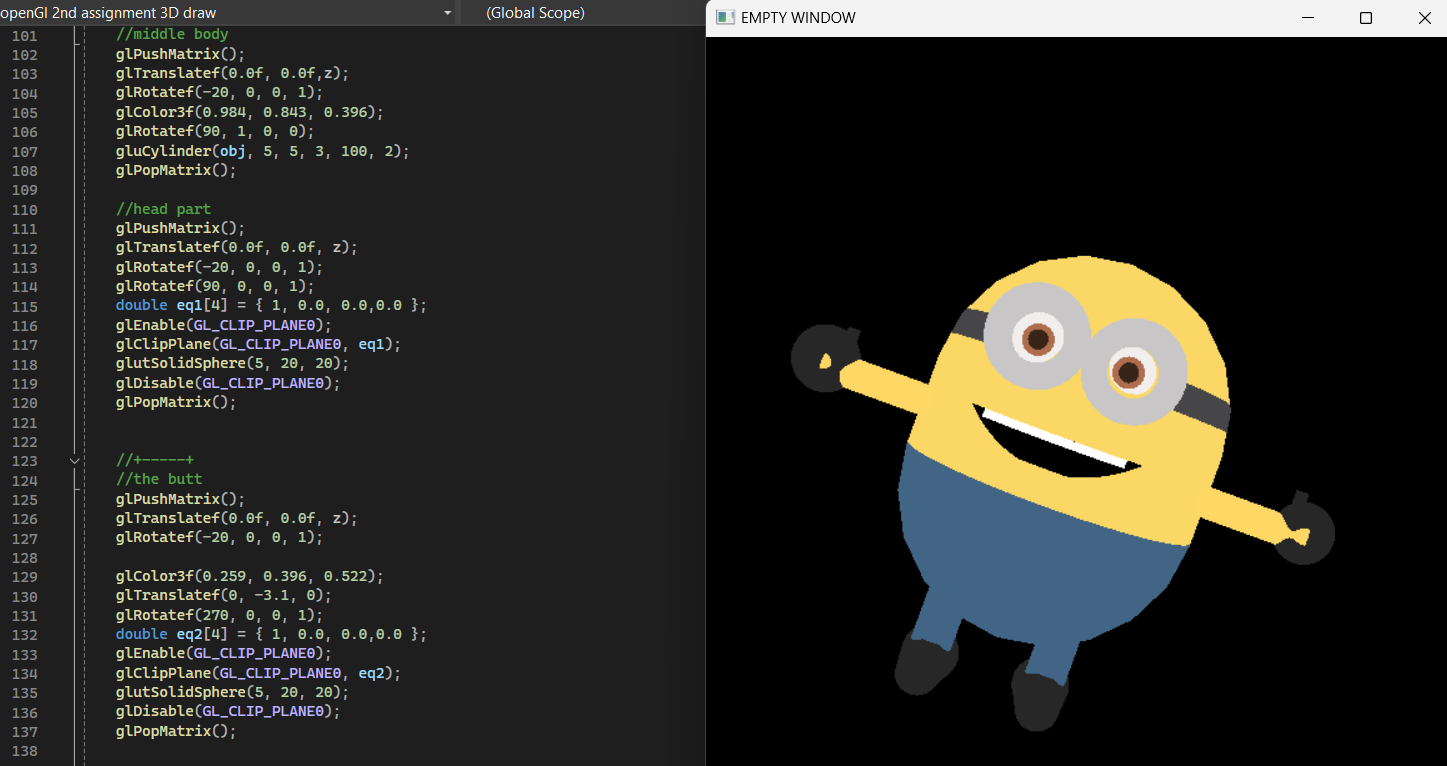 openGl 2nd assignment 3D draw (Global Scope)
EMPTY WINDOW
101 //middle body
102 glPushMatrix();
103 glTranslatef(0.0f, 0.0f,z);
104 glRotatef(-20, 0, 0, 1);
105 glColor3f(0.984, 0.843, 0.396);
106 glRotatef(90, 1, 0, 0);
107 gluCylinder(obj, 5, 5, 3, 100, 2);
108 glPopMatrix();
109
110 //head part
111 glPushMatrix();
112 glTranslatef(0.0f, 0.0f, z);
113 glRotatef(-20, 0, 0, 1);
114 glRotatef(90, 0, 0, 1);
115 double eq1[4] = { 1, 0.0, 0.0,0.0 };
116 glEnable(GL_CLIP_PLANE0);
117 glClipPlane(GL_CLIP_PLANE0, eq1);
118 glutSolidSphere(5, 20, 20);
119 glDisable(GL_CLIP_PLANE0);
120 glPopMatrix();
121
122
123 //+-----+
124 //the butt
125 glPushMatrix();
126 glTranslatef(0.0f, 0.0f, z);
127 glRotatef(-20, 0, 0, 1);
128
129 glColor3f(0.259, 0.396, 0.522);
130 glTranslatef(0, -3.1, 0);
131 glRotatef(270, 0, 0, 1);
132 double eq2[4] = { 1, 0.0, 0.0,0.0 };
133 glEnable(GL_CLIP_PLANE0);
134 glClipPlane(GL_CLIP_PLANE0, eq2);
135 glutSolidSphere(5, 20, 20);
136 glDisable(GL_CLIP_PLANE0);
137 glPopMatrix();
138